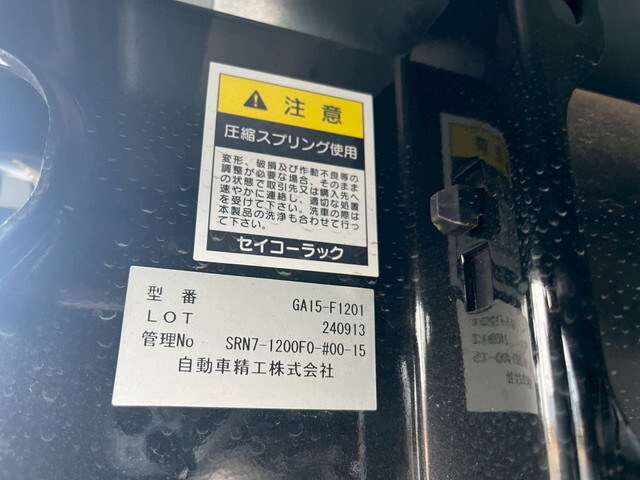 注意
圧縮スプリング使用
変形、破損及び作動不良等の
調整が必要な場合、そのまま
の状態で取引先又は購入先へ
速やかに連絡し、適切な処置
を受けて下さい。洗車の際は
本製品の洗浄も合わせて行っ
て下さい。
セイコーラック
型番 GA15-F1201
LOT 240913
管理No SRN7-1200F0-#00-15
自動車精工株式会社